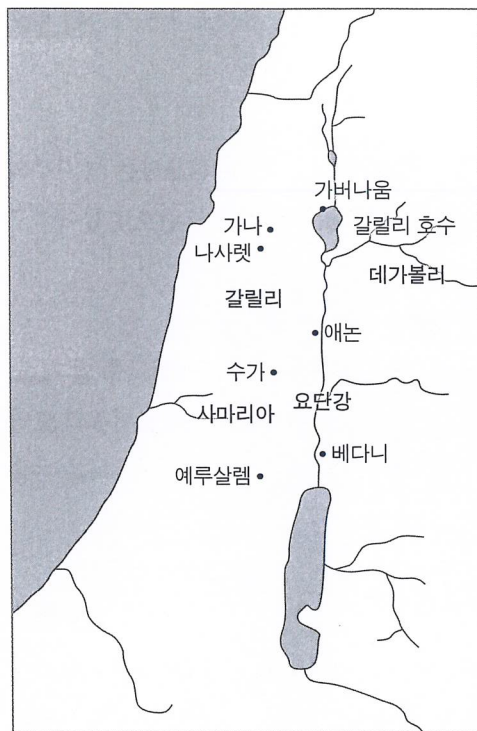 가버나움
가나
갈릴리 호수
나사렛
데가볼리
갈릴리
애논
수가
요단강
사마리아
베다니
예루살렘